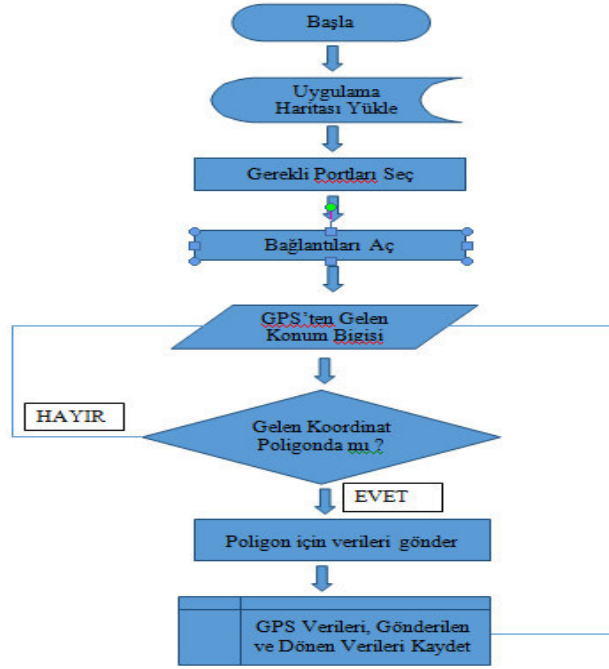 Başla
Uygulama
Haritası Yükle
Gerekli Portları Seç
Bağlantıları Aç
GPS'ten Gelen
Konum Bigisi
HAYIR
Gelen Koordinat
Poligonda mı ?
EVET
Poligon için verileri gönder
GPS Verileri, Gönderilen
ve Dönen Verileri Kaydet